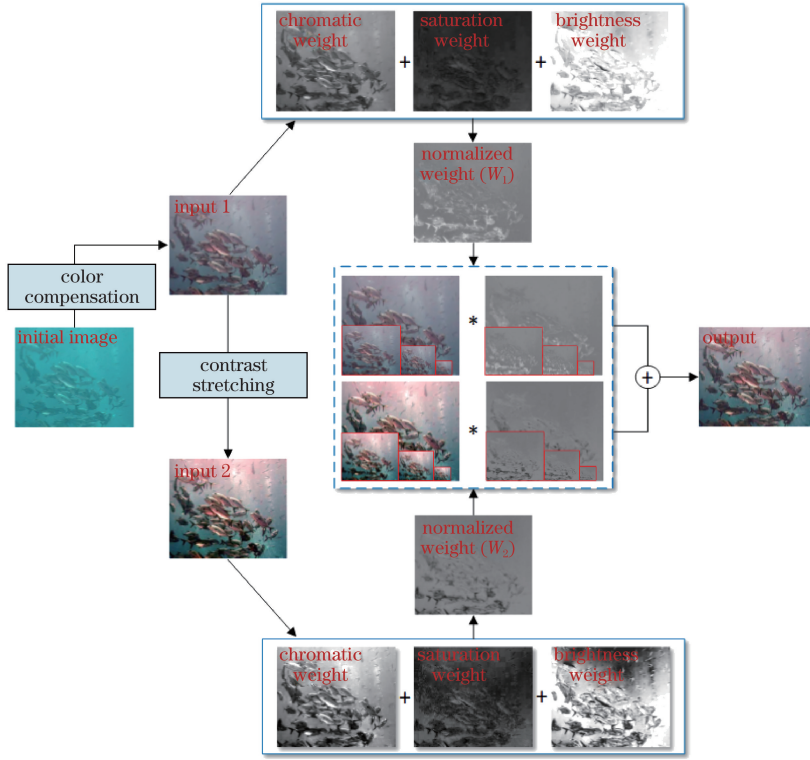 chromatic
weight
+
saturation
weight
+
brightness
weight
normalized
weight (W₁)
input 1
color
compensation
initial image
contrast
stretching
*
*
+
output
input 2
normalized
weight (W₂)
chromatic
weight
+
saturation
weight
+
brightness
weight